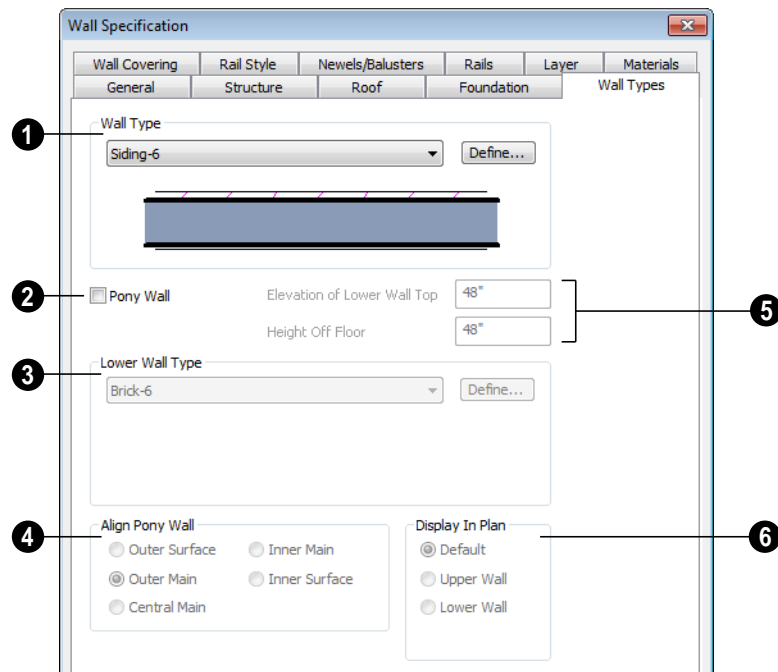 Wall Specification
Wall Covering Rail Style Newels/Balusters Rails Layer Materials
General Structure Roof Foundation Wall Types
1 Wall Type
Siding-6 Define...
2 Pony Wall Elevation of Lower Wall Top 48"
5
Height Off Floor 48"
3 Lower Wall Type
Brick-6 Define...
4 Align Pony Wall Display In Plan 6
Outer Surface Inner Main Default
Outer Main Inner Surface Upper Wall
Central Main Lower Wall